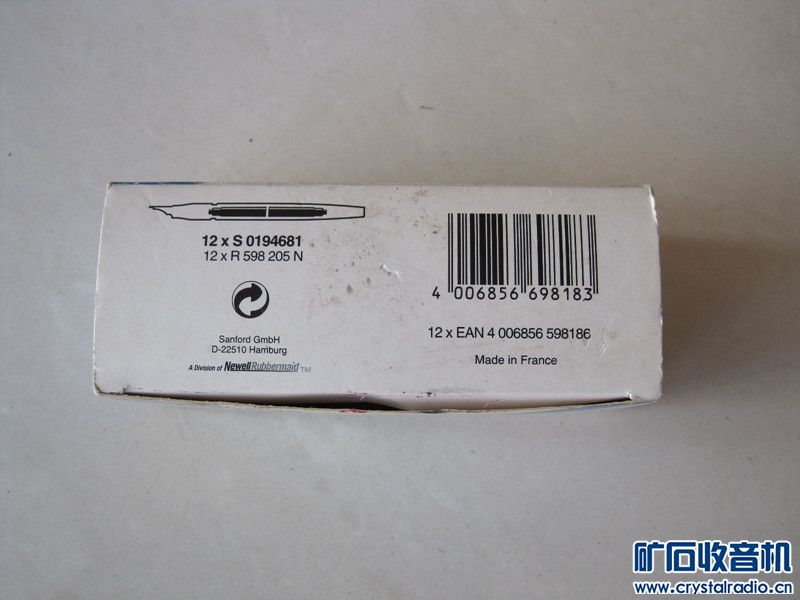 12 x S 0194681
12 x R 598 205 N
Sanford GmbH
D-22510 Hamburg
A Division of Newell Rubbermaid TM
4 006856 698183
12 x EAN 4 006856 598186
Made in France
矿石收音机
www.crystalradio.cn